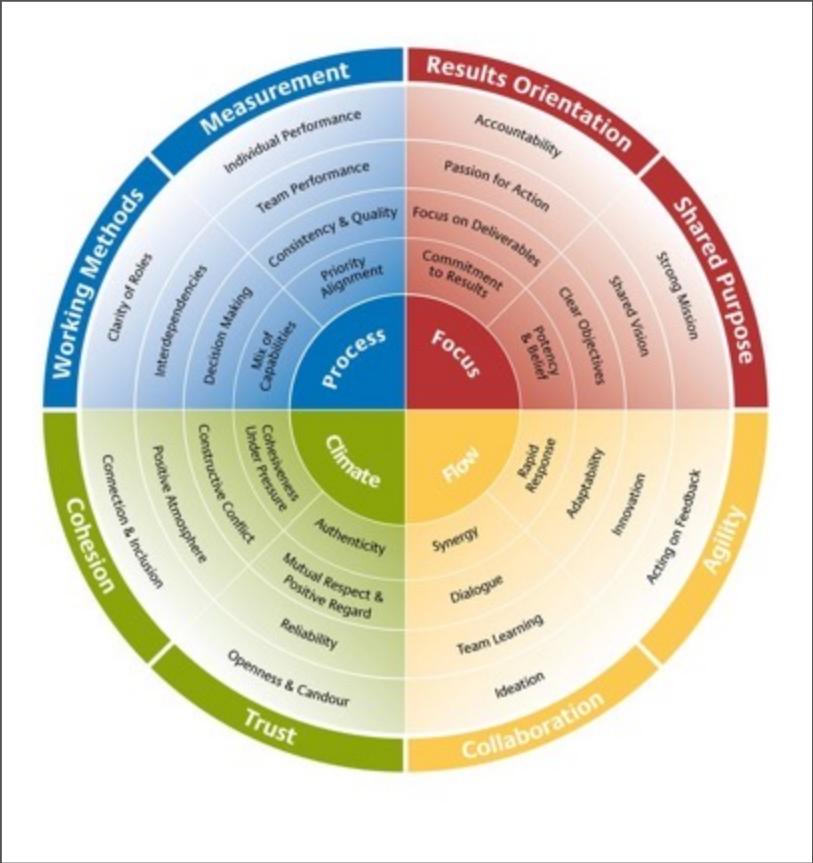 Measurement
Individual Performance
Team Performance
Consistency & Quality
Priority
Alignment
Results Orientation
Accountability
Passion for Action
Focus on Deliverables
Commitment
to Results
Shared Purpose
Strong Mission
Shared Vision
Clear Objectives
Potency
& Belief
Working Methods
Clarity of Roles
Interdependencies
Decision Making
Mix of
Capabilities
Process
Focus
Climate
Flow
Cohesion
Connection & Inclusion
Positive Atmosphere
Constructive Conflict
Cohesiveness
Under Pressure
Trust
Authenticity
Mutual Respect &
Positive Regard
Reliability
Openness & Candour
Agility
Rapid
Response
Adaptability
Innovation
Acting on Feedback
Collaboration
Synergy
Dialogue
Team Learning
Ideation